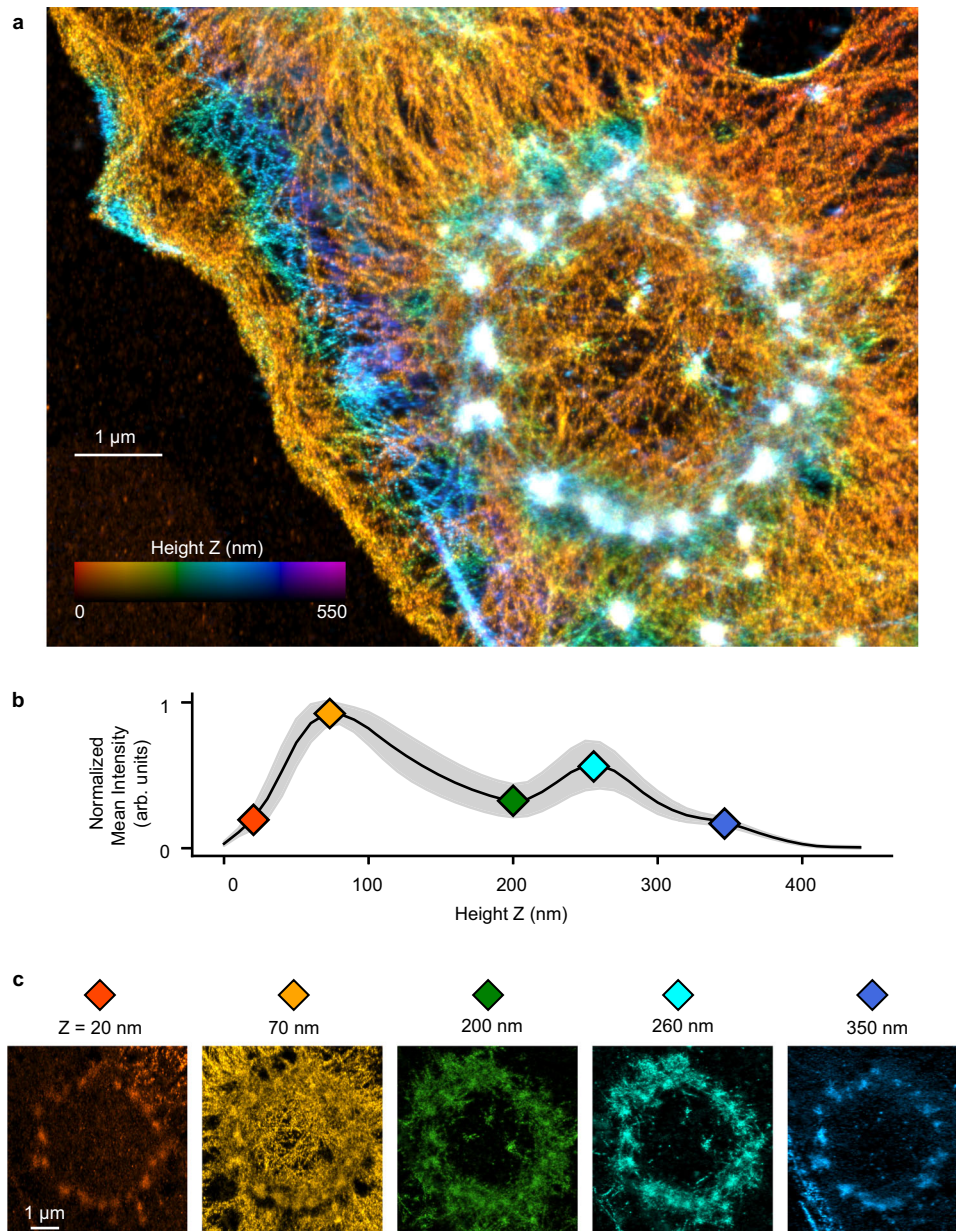 a
1 µm
Height Z (nm)
0 550
b
1
Normalized
Mean Intensity
(arb. units)
0
0 100 200 300 400
Height Z (nm)
c
Z = 20 nm 70 nm 200 nm 260 nm 350 nm
1 µm